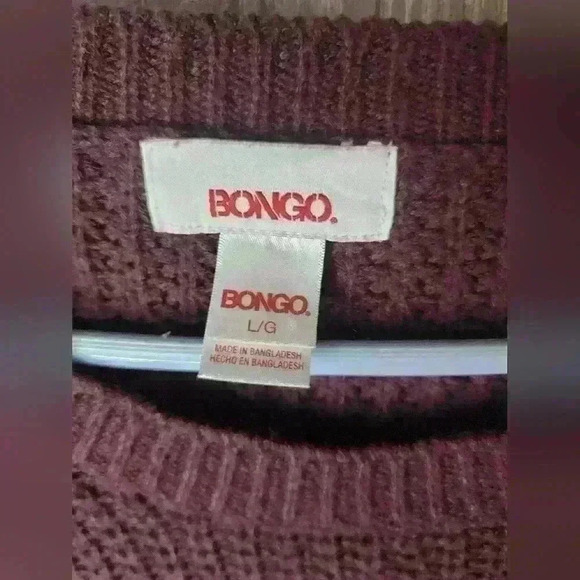 BONGO.
BONGO.
L/G
MADE IN BANGLADESH
HECHO EN BANGLADESH